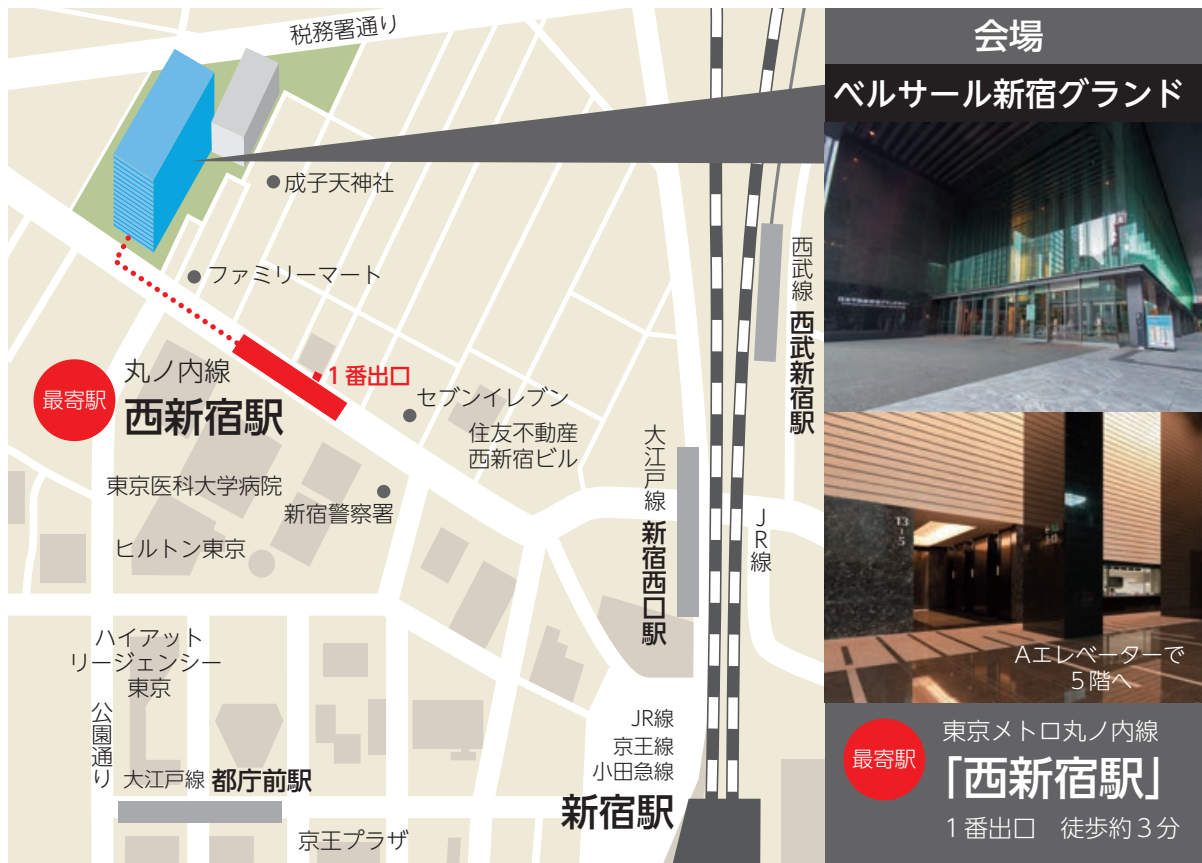 税務署通り
成子天神社
ファミリーマート
最寄駅
丸ノ内線
西新宿駅
1番出口
セブンイレブン
住友不動産
西新宿ビル
東京医科大学病院
新宿警察署
ヒルトン東京
西武線 西武新宿駅
大江戸線 新宿西口駅
JR線
ハイアット
リージェンシー
東京
公園通り
大江戸線 都庁前駅
京王プラザ
JR線
京王線
小田急線
新宿駅
会場
ベルサール新宿グランド
13-5
Aエレベーターで
5階へ
最寄駅
東京メトロ丸ノ内線
「西新宿駅」
1番出口 徒歩約3分